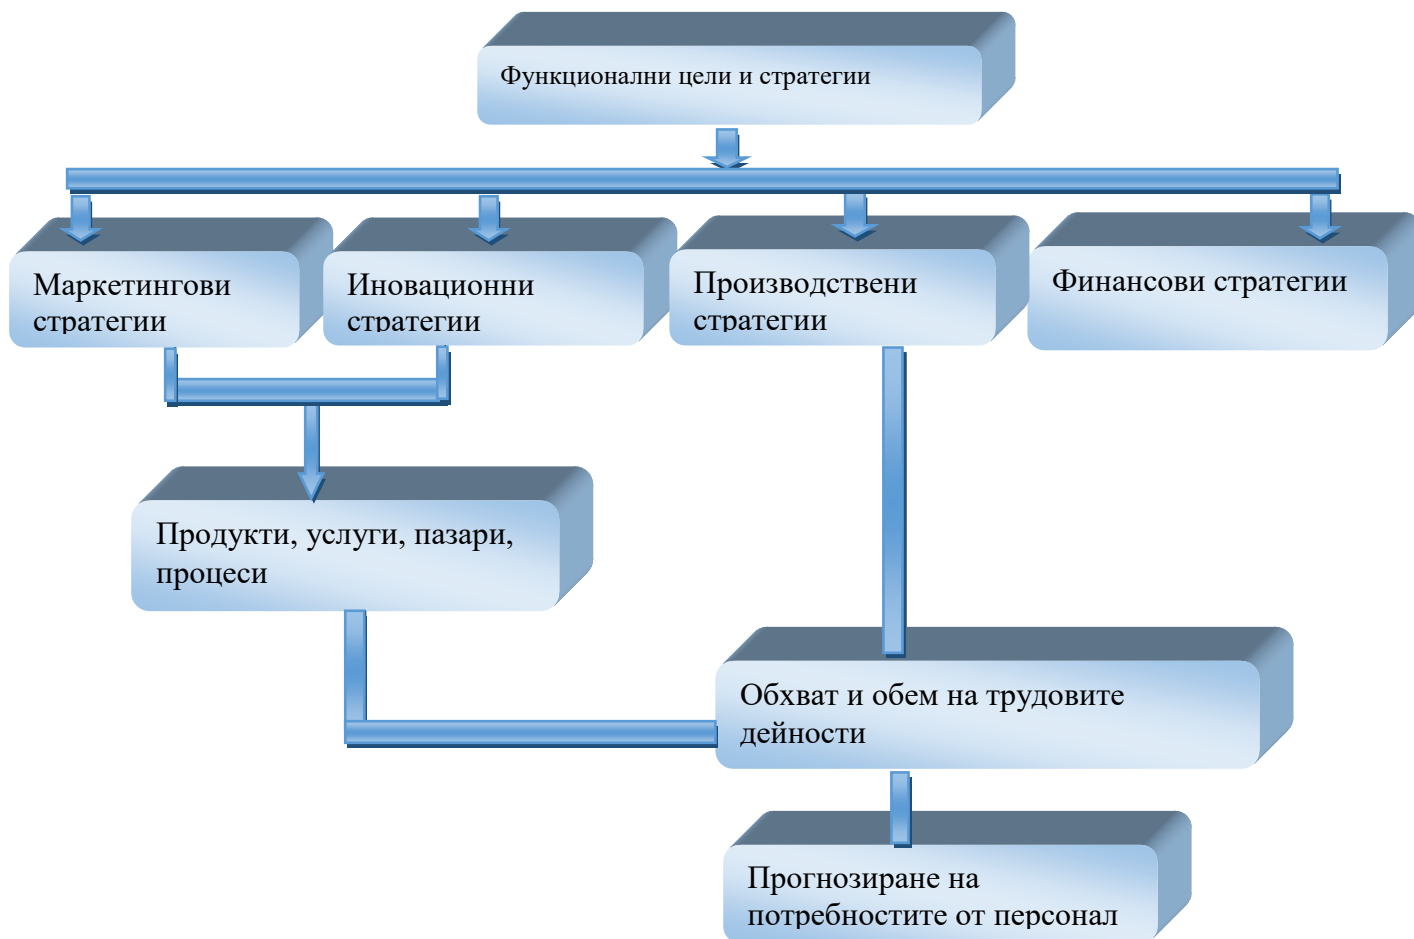 Функционални цели и стратегии
Маркетингови
стратегии
Иновационни
стратегии
Производствени
стратегии
Финансови стратегии
Продукти, услуги, пазари,
процеси
Обхват и обем на трудовите
дейности
Прогнозиране на
потребностите от персонал